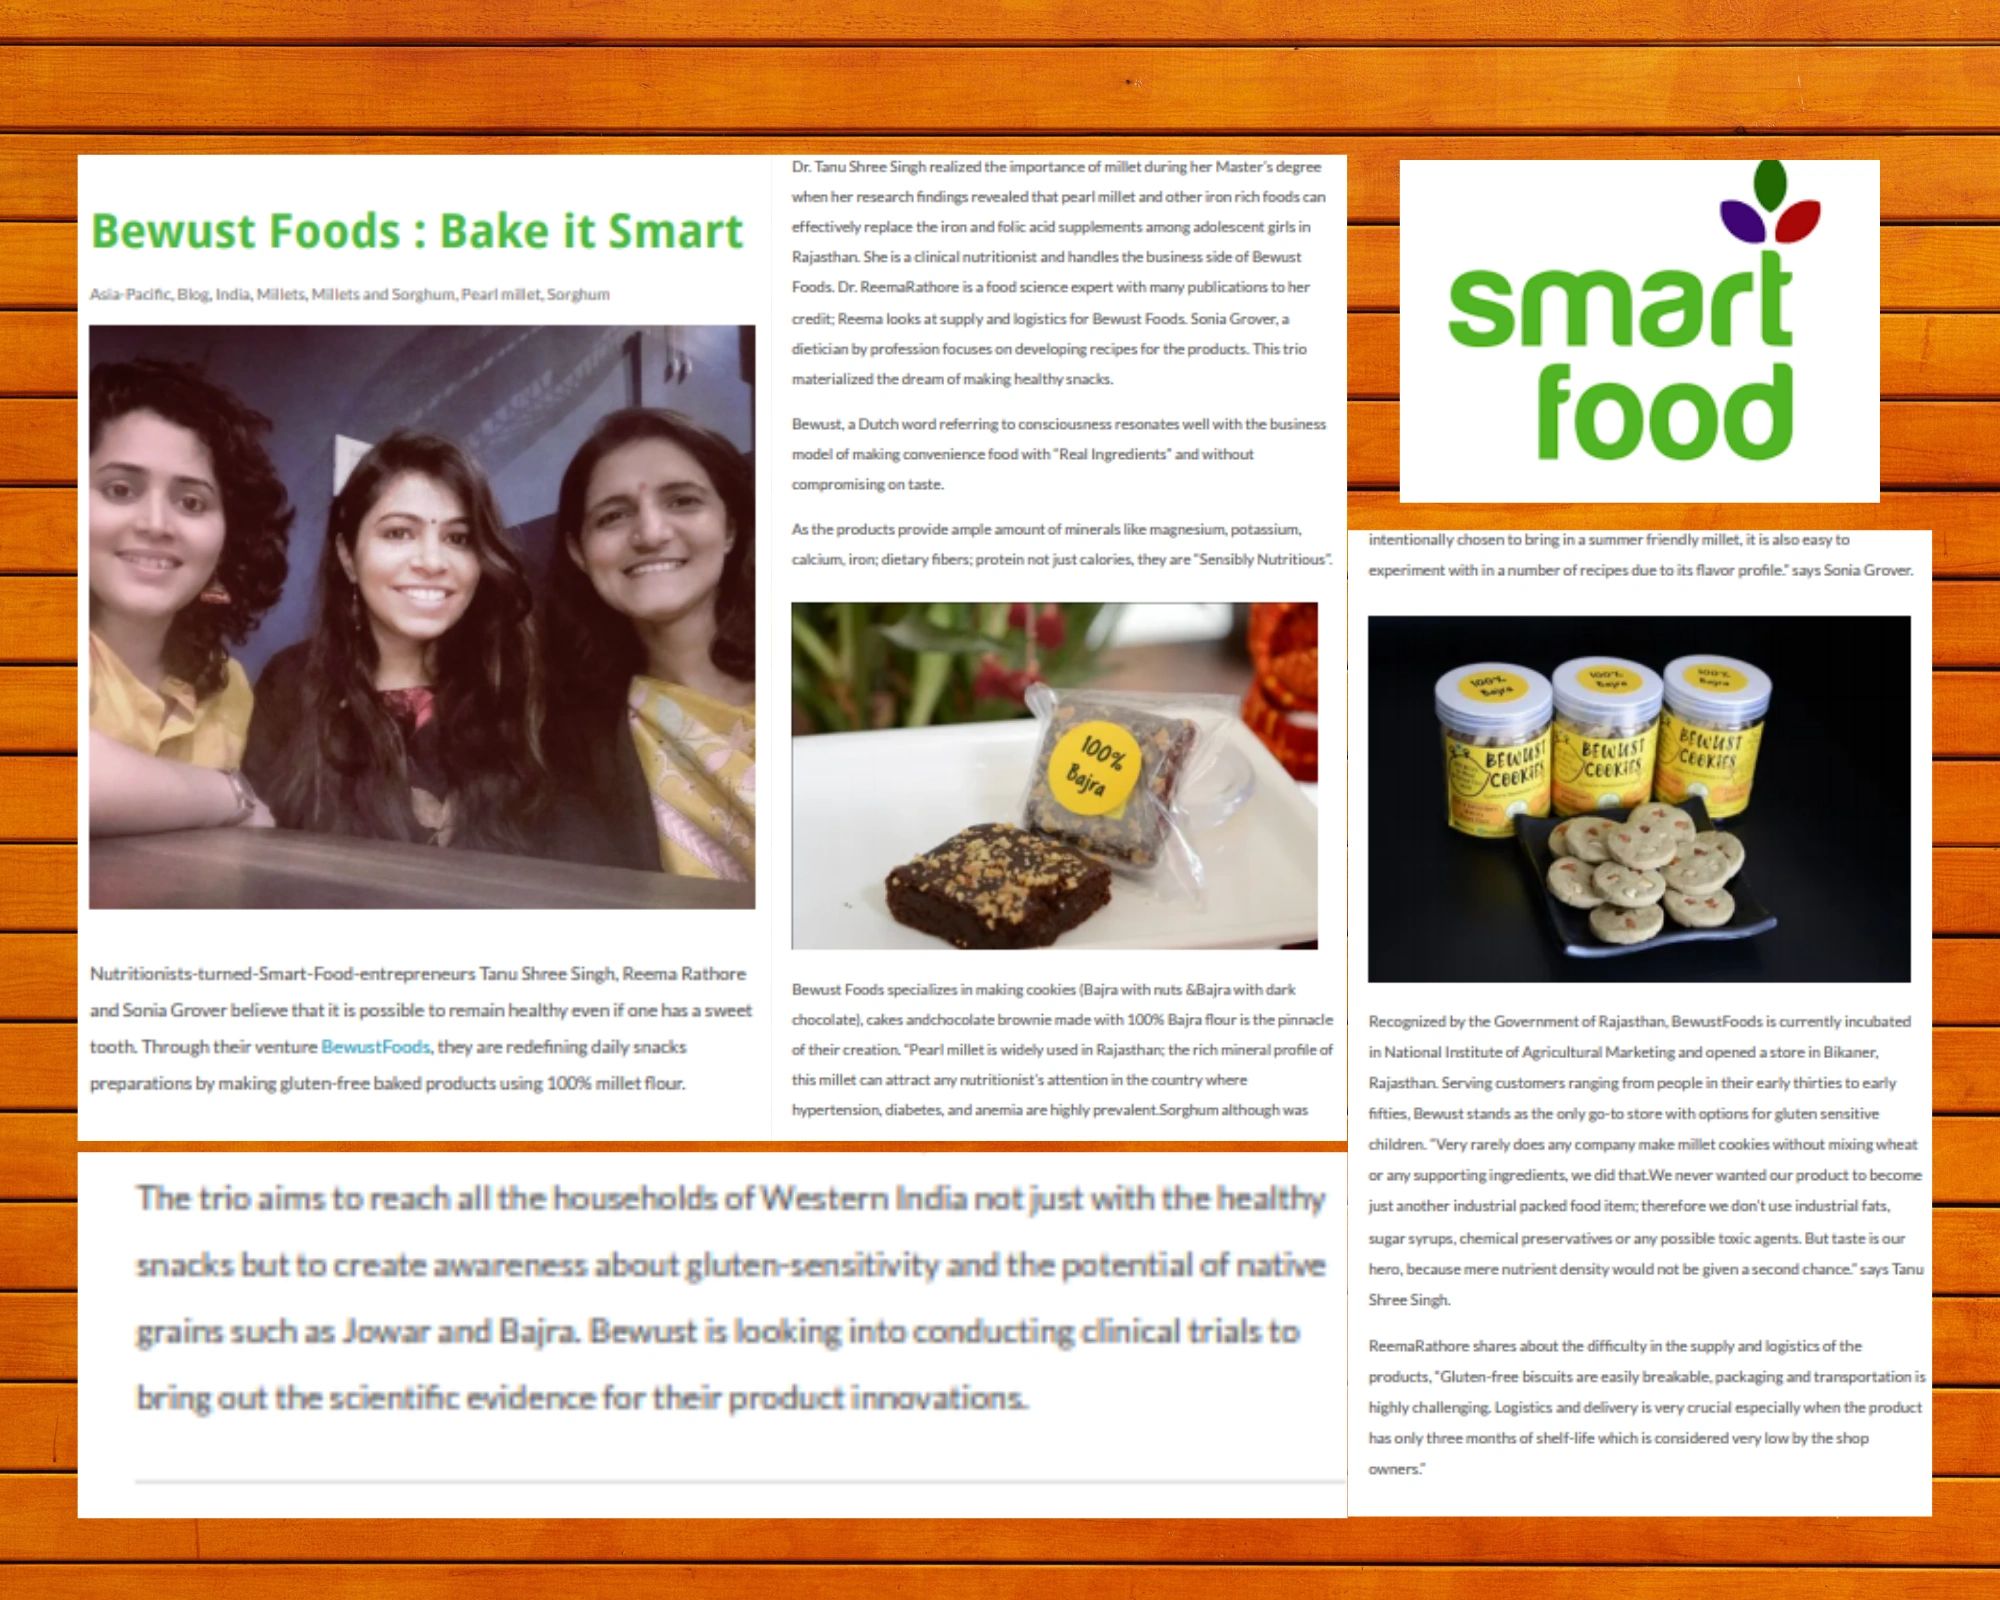 Bewust Foods : Bake it Smart
Asia-Pacific, Blog, India, Millets, Millets and Sorghum, Pearl millet, Sorghum
Nutritionists-turned-Smart-Food-entrepreneurs Tanu Shree Singh, Reema Rathore
and Sonia Grover believe that it is possible to remain healthy even if one has a sweet
tooth. Through their venture BewustFoods, they are redefining daily snacks
preparations by making gluten-free baked products using 100% millet flour.
Dr. Tanu Shree Singh realized the importance of millet during her Master's degree
when her research findings revealed that pearl millet and other iron rich foods can
effectively replace the iron and folic acid supplements among adolescent girls in
Rajasthan. She is a clinical nutritionist and handles the business side of Bewust
Foods. Dr. ReemaRathore is a food science expert with many publications to her
credit; Reema looks at supply and logistics for Bewust Foods. Sonia Grover, a
dietician by profession focuses on developing recipes for the products. This trio
materialized the dream of making healthy snacks.
Bewust, a Dutch word referring to consciousness resonates well with the business
model of making convenience food with "Real Ingredients" and without
compromising on taste.
As the products provide ample amount of minerals like magnesium, potassium,
calcium, iron; dietary fibers; protein not just calories, they are "Sensibly Nutritious".
100%
Bajra
Bewust Foods specializes in making cookies (Bajra with nuts &Bajra with dark
chocolate), cakes andchocolate brownie made with 100% Bajra flour is the pinnacle
of their creation. "Pearl millet is widely used in Rajasthan; the rich mineral profile of
this millet can attract any nutritionist's attention in the country where
hypertension, diabetes, and anemia are highly prevalent.Sorghum although was
smart
food
intentionally chosen to bring in a summer friendly millet, it is also easy to
experiment with in a number of recipes due to its flavor profile." says Sonia Grover.
100%
Bajra
100%
Bajra
100%
Bajra
BEWUST
COOKIES
BEWUST
COOKIES
BEWUST
COOKIES
Recognized by the Government of Rajasthan, BewustFoods is currently incubated
in National Institute of Agricultural Marketing and opened a store in Bikaner,
Rajasthan. Serving customers ranging from people in their early thirties to early
fifties, Bewust stands as the only go-to store with options for gluten sensitive
children. "Very rarely does any company make millet cookies without mixing wheat
or any supporting ingredients, we did that.We never wanted our product to become
just another industrial packed food item; therefore we don't use industrial fats,
sugar syrups, chemical preservatives or any possible toxic agents. But taste is our
hero, because mere nutrient density would not be given a second chance." says Tanu
Shree Singh.
ReemaRathore shares about the difficulty in the supply and logistics of the
products, "Gluten-free biscuits are easily breakable, packaging and transportation is
highly challenging. Logistics and delivery is very crucial especially when the product
has only three months of shelf-life which is considered very low by the shop
owners."
The trio aims to reach all the households of Western India not just with the healthy
snacks but to create awareness about gluten-sensitivity and the potential of native
grains such as Jowar and Bajra. Bewust is looking into conducting clinical trials to
bring out the scientific evidence for their product innovations.